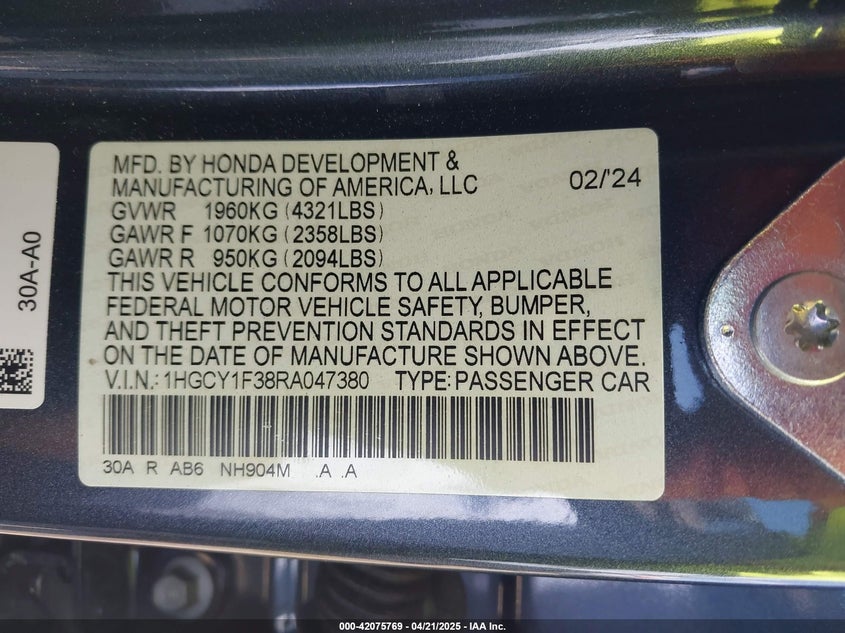 MFD. BY HONDA DEVELOPMENT &
MANUFACTURING OF AMERICA, LLC 02/'24
GVWR 1960KG (4321LBS)
GAWR F 1070KG (2358LBS)
GAWR R 950KG (2094LBS)
THIS VEHICLE CONFORMS TO ALL APPLICABLE
FEDERAL MOTOR VEHICLE SAFETY, BUMPER,
AND THEFT PREVENTION STANDARDS IN EFFECT
ON THE DATE OF MANUFACTURE SHOWN ABOVE.
V.I.N.: 1HGCY1F38RA047380 TYPE: PASSENGER CAR
30A R AB6 NH904M .A .A
30A-A0
000-42075769 - 04/21/2025 - IAA Inc.